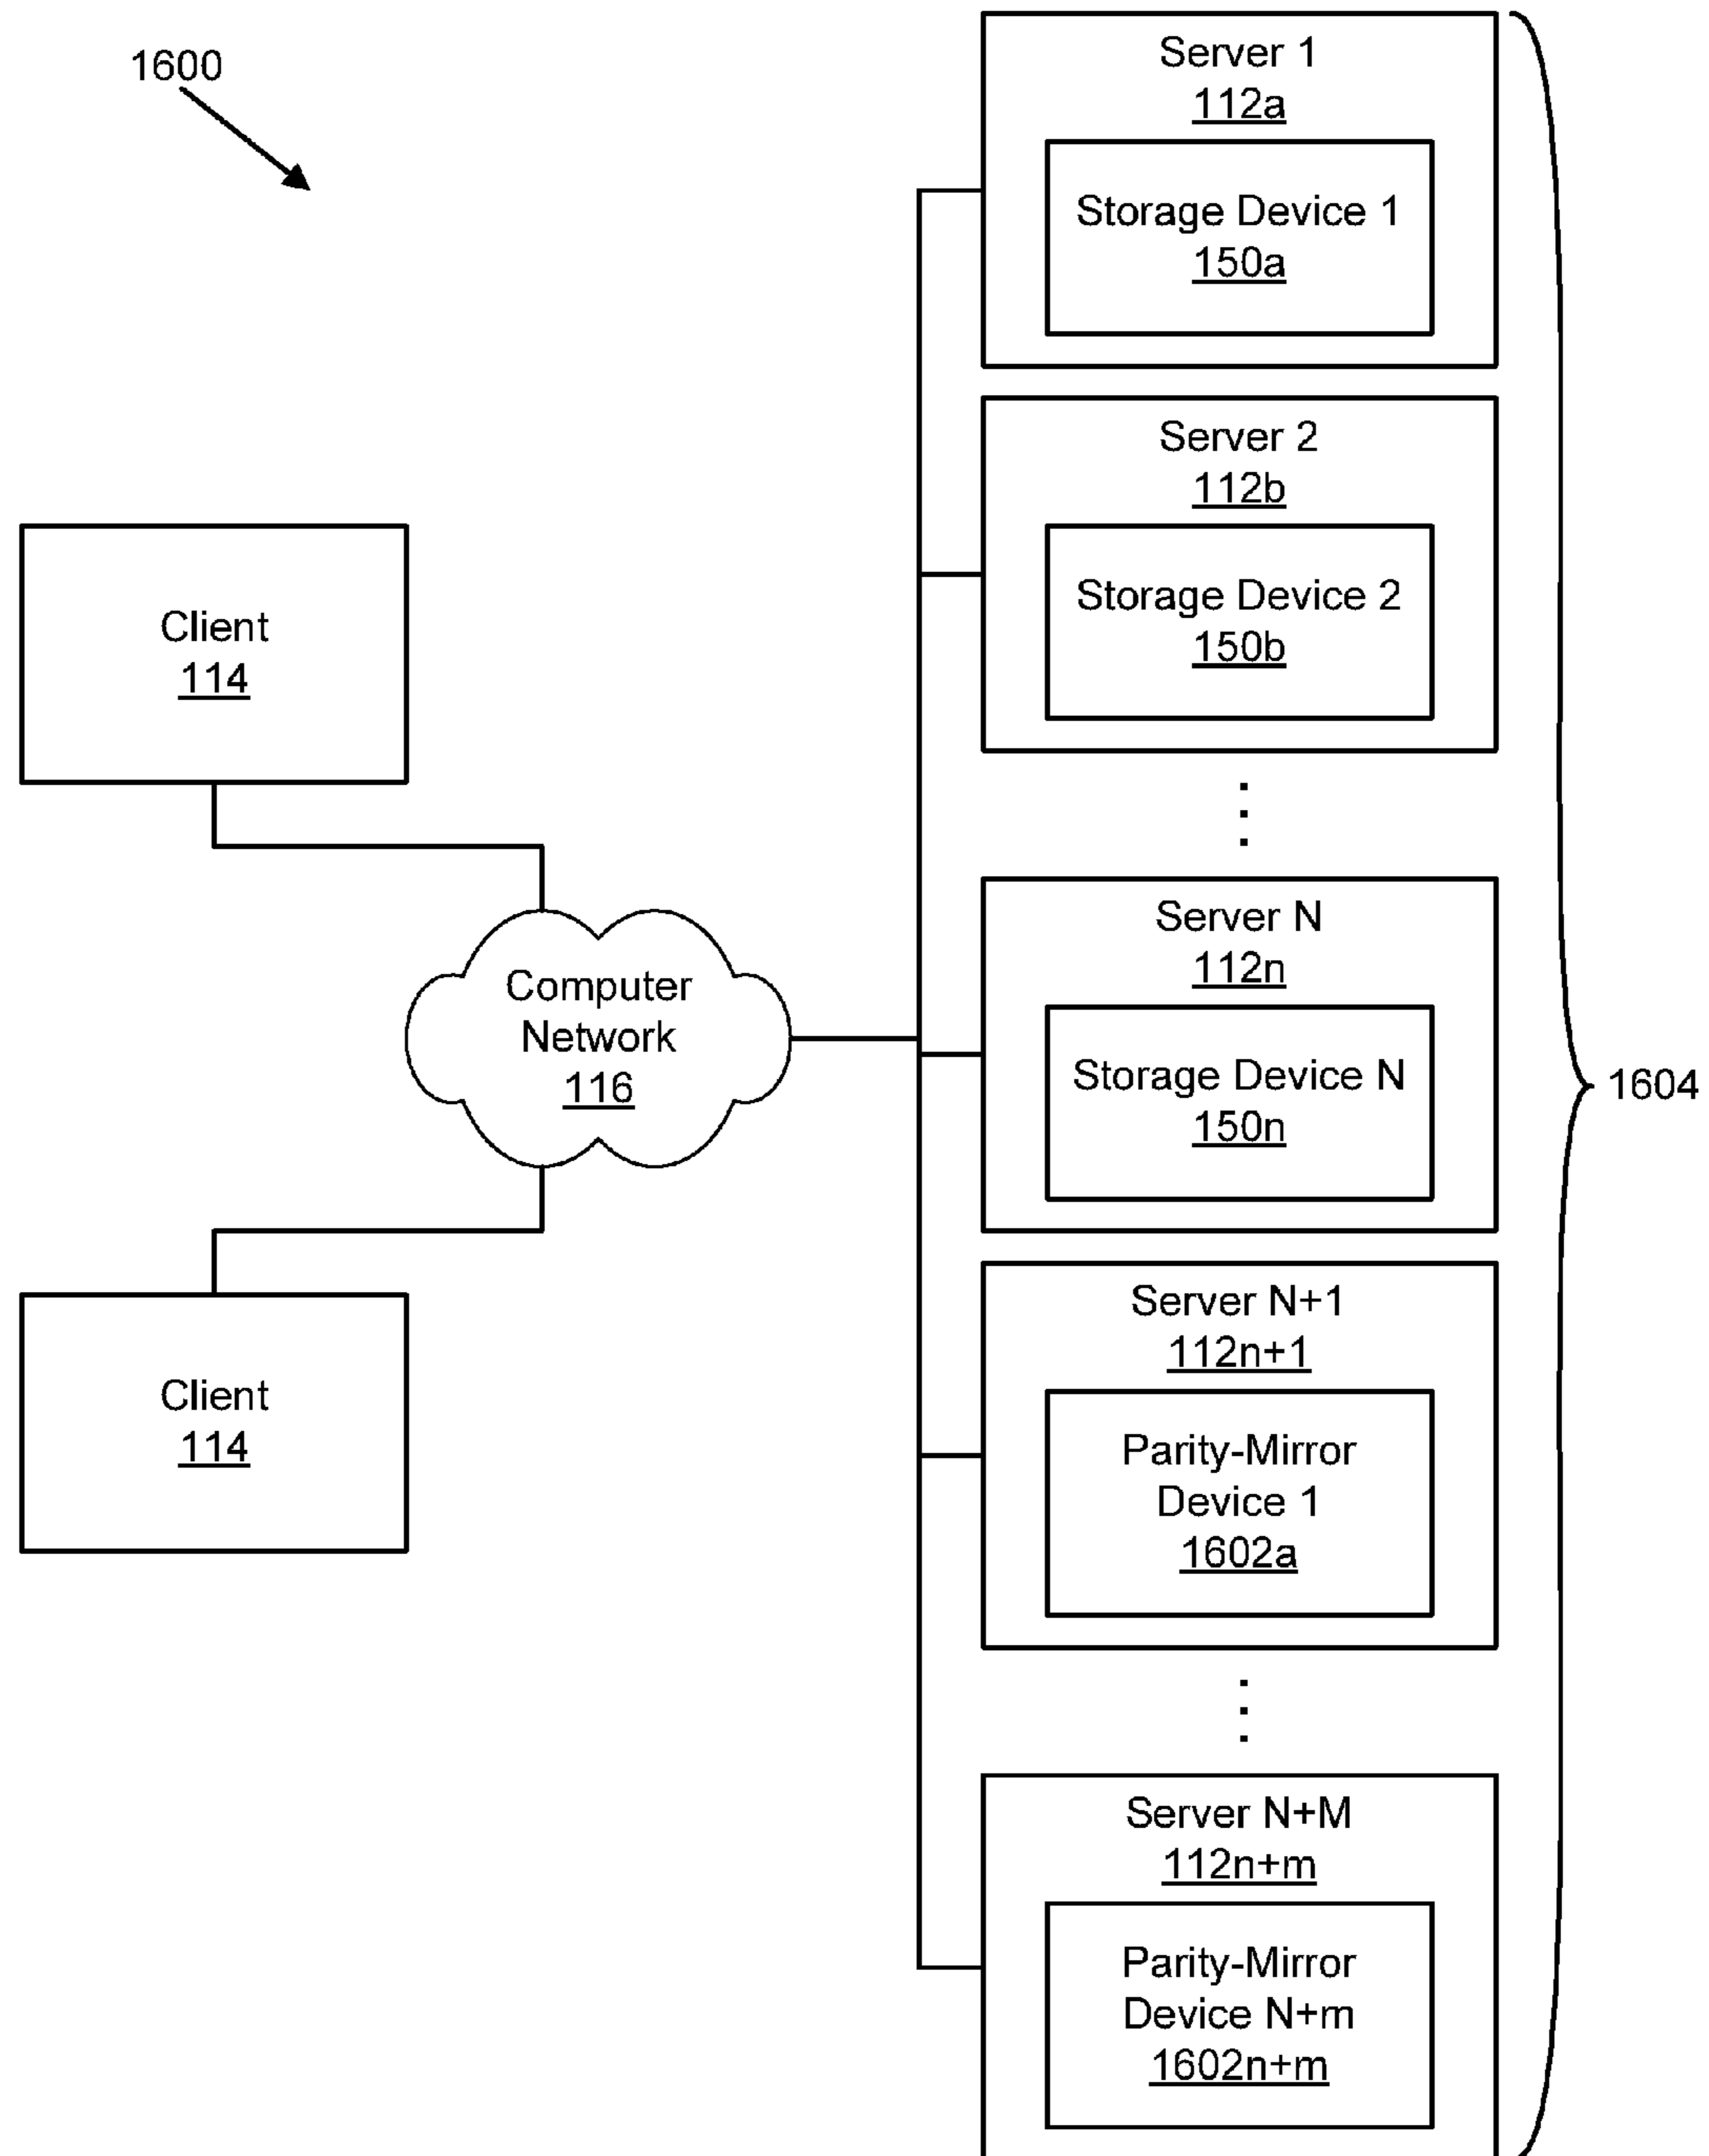 1600
Server 1
112a
Storage Device 1
150a
Server 2
112b
Storage Device 2
150b
Client
114
Server N
112n
Storage Device N
150n
Computer
Network
116
1604
Server N+1
112n+1
Parity-Mirror
Device 1
1602a
Client
114
Server N+M
112n+m
Parity-Mirror
Device N+m
1602n+m